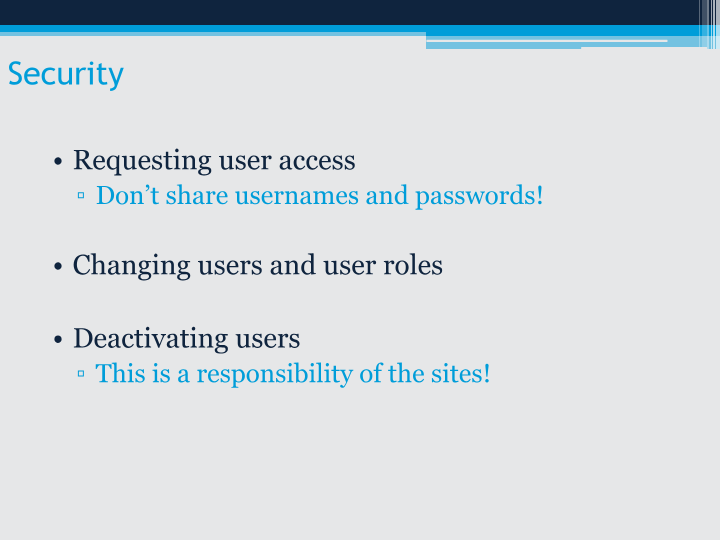 Security
• Requesting user access
▫ Don’t share usernames and passwords!
• Changing users and user roles
• Deactivating users
▫ This is a responsibility of the sites!